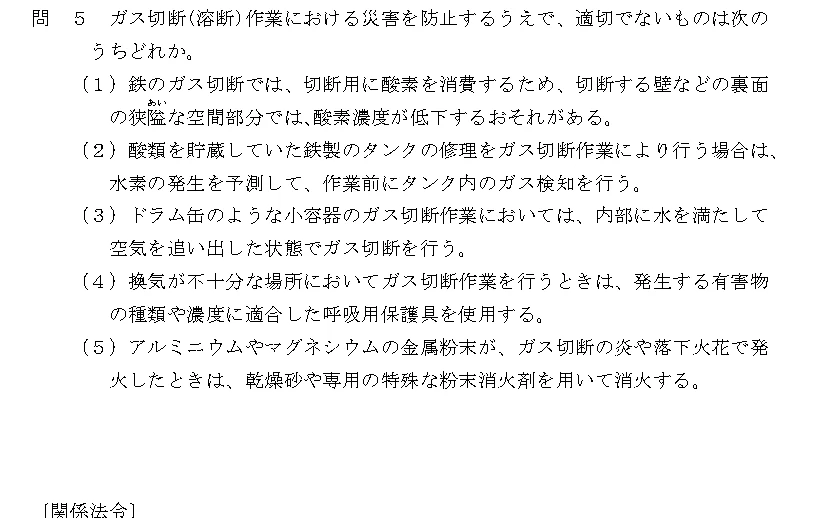 問　５　ガス切断(溶断)作業における災害を防止するうえで、適切でないものは次の
うちどれか。
（１）鉄のガス切断では、切断用に酸素を消費するため、切断する壁などの裏面
の狭隘な空間部分では、酸素濃度が低下するおそれがある。
（２）酸類を貯蔵していた鉄製のタンクの修理をガス切断作業により行う場合は、
水素の発生を予測して、作業前にタンク内のガス検知を行う。
（３）ドラム缶のような小容器のガス切断作業においては、内部に水を満たして
空気を追い出した状態でガス切断を行う。
（４）換気が不十分な場所においてガス切断作業を行うときは、発生する有害物
の種類や濃度に適合した呼吸用保護具を使用する。
（５）アルミニウムやマグネシウムの金属粉末が、ガス切断の炎や落下火花で発
火したときは、乾燥砂や専用の特殊な粉末消火剤を用いて消火する。
［関係法令］